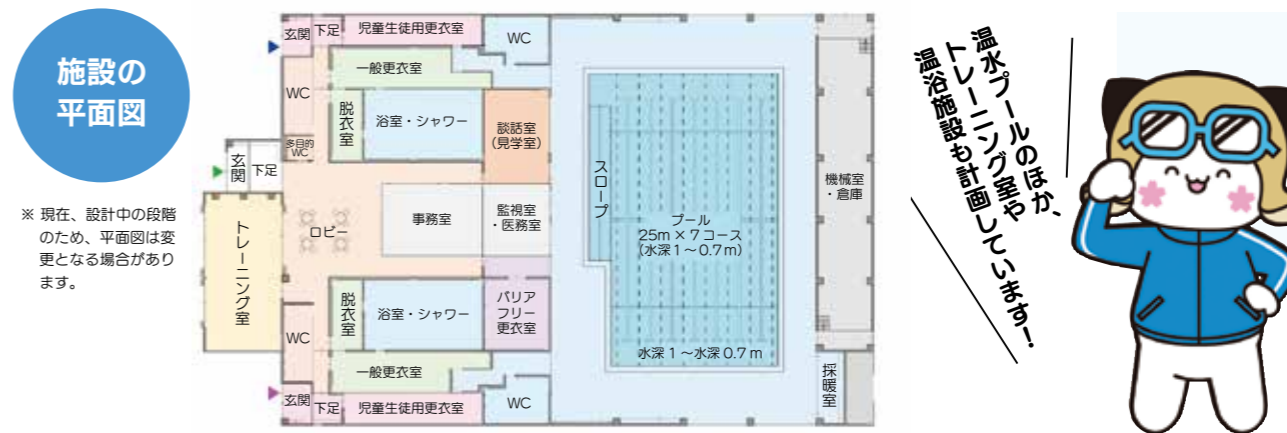 施設の
平面図
※ 現在、設計中の段階
のため、平面図は変
更となる場合があり
ます。
玄関
下足
児童生徒用更衣室
WC
一般更衣室
WC
脱衣室
浴室・シャワー
談話室
（見学室）
多目的
WC
玄関
下足
トレーニング室
ロビー
事務室
監視室
・医務室
スロープ
プール
25m × 7 コース
（水深 1 ～ 0.7 m）
機械室
・倉庫
脱衣室
浴室・シャワー
バリア
フリー
更衣室
WC
一般更衣室
水深 1 ～水深 0.7 m
採暖室
玄関
下足
児童生徒用更衣室
WC
温水プールのほか、
トレーニング室や
温浴施設も計画しています！